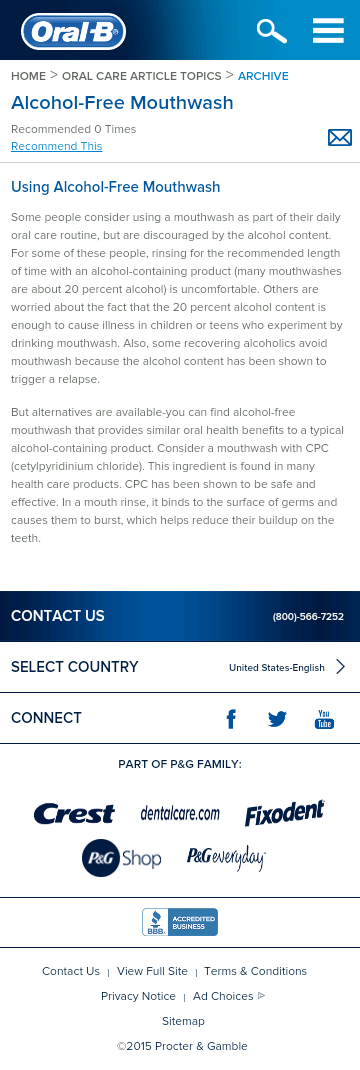 Oral-B®
HOME > ORAL CARE ARTICLE TOPICS > ARCHIVE
Alcohol-Free Mouthwash
Recommended 0 Times
Recommend This
Using Alcohol-Free Mouthwash
Some people consider using a mouthwash as part of their daily
oral care routine, but are discouraged by the alcohol content.
For some of these people, rinsing for the recommended length
of time with an alcohol-containing product (many mouthwashes
are about 20 percent alcohol) is uncomfortable. Others are
worried about the fact that the 20 percent alcohol content is
enough to cause illness in children or teens who experiment by
drinking mouthwash. Also, some recovering alcoholics avoid
mouthwash because the alcohol content has been shown to
trigger a relapse.
But alternatives are available-you can find alcohol-free
mouthwash that provides similar oral health benefits to a typical
alcohol-containing product. Consider a mouthwash with CPC
(cetylpyridinium chloride). This ingredient is found in many
health care products. CPC has been shown to be safe and
effective. In a mouth rinse, it binds to the surface of germs and
causes them to burst, which helps reduce their buildup on the
teeth.
CONTACT US (800)-566-7252
SELECT COUNTRY United States-English
CONNECT f You Tube
PART OF P&G FAMILY:
Crest dentalcare.com Fixodent
P&G Shop P&G everyday
BBB. ACCREDITED BUSINESS
Contact Us | View Full Site | Terms & Conditions
Privacy Notice | Ad Choices
Sitemap
©2015 Procter & Gamble